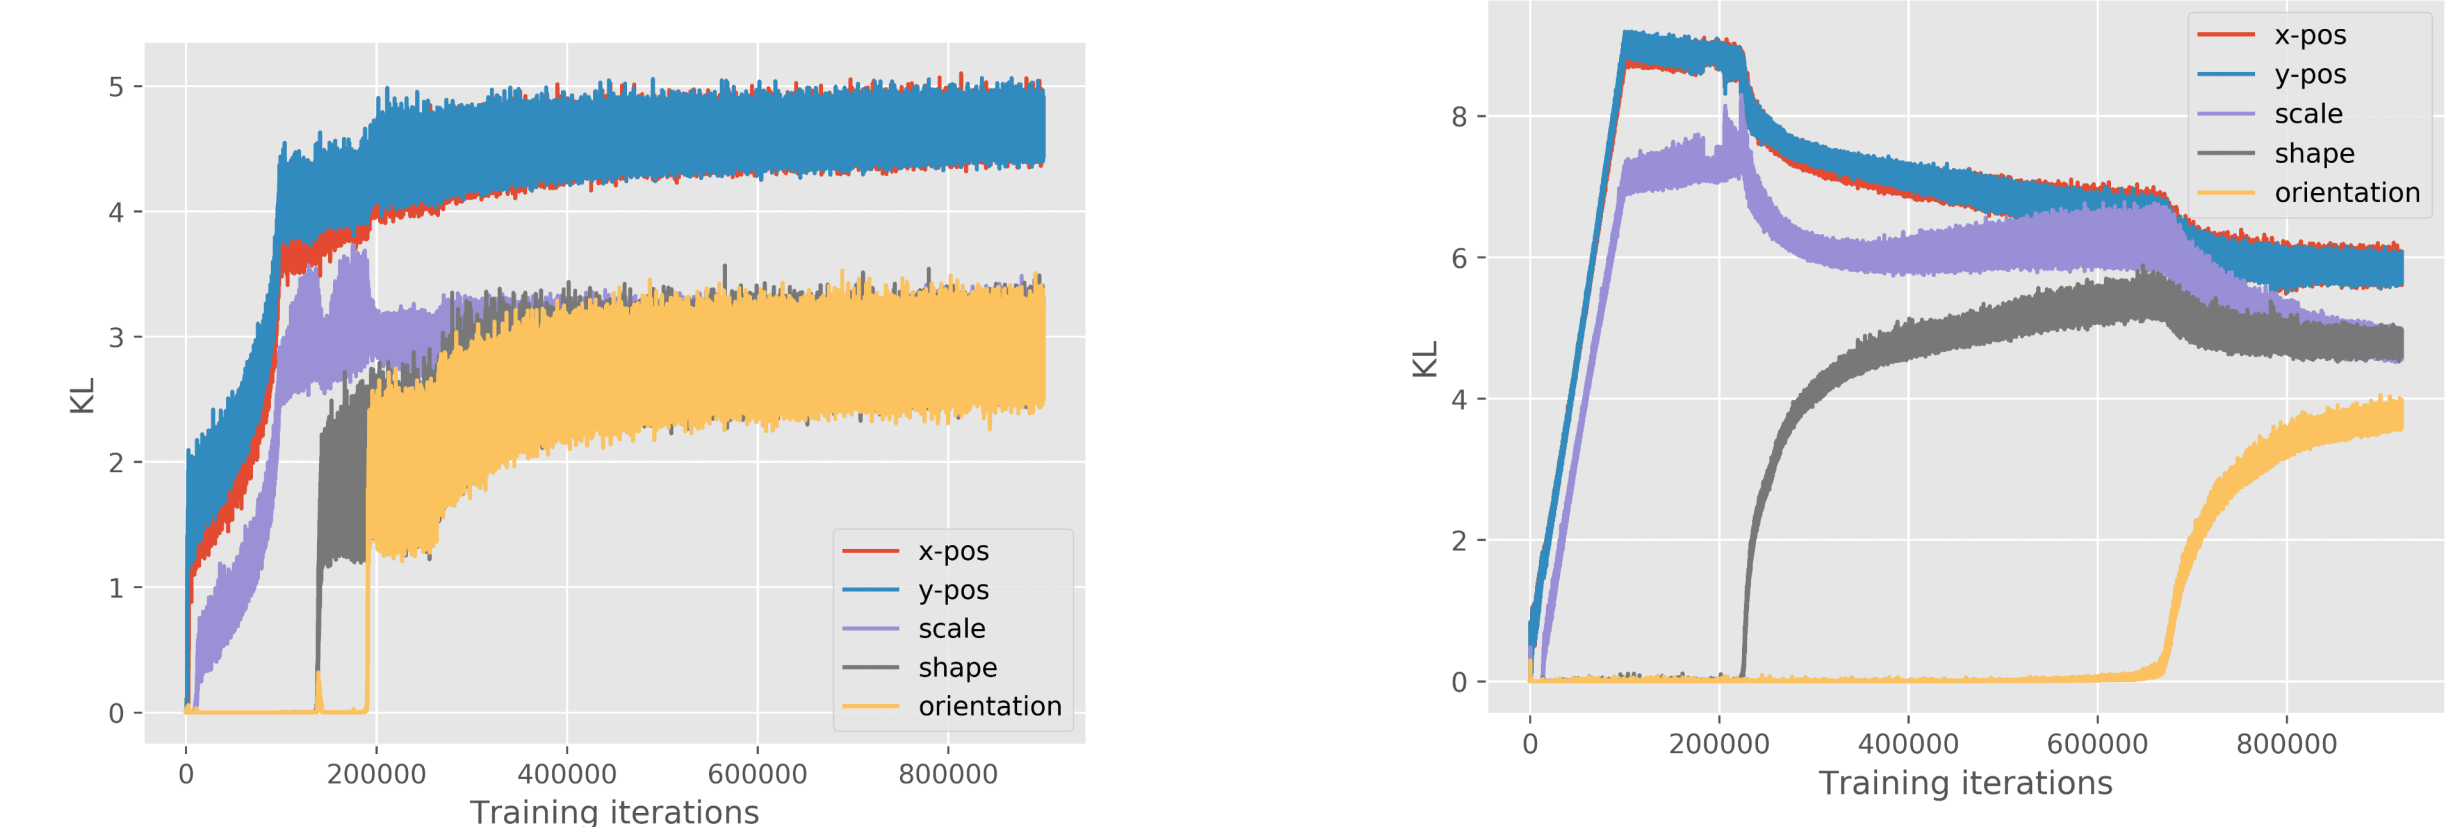 5
4
3
2
1
0
KL
0 200000 400000 600000 800000
Training iterations
x-pos
y-pos
scale
shape
orientation
8
6
4
2
0
KL
0 200000 400000 600000 800000
Training iterations
x-pos
y-pos
scale
shape
orientation